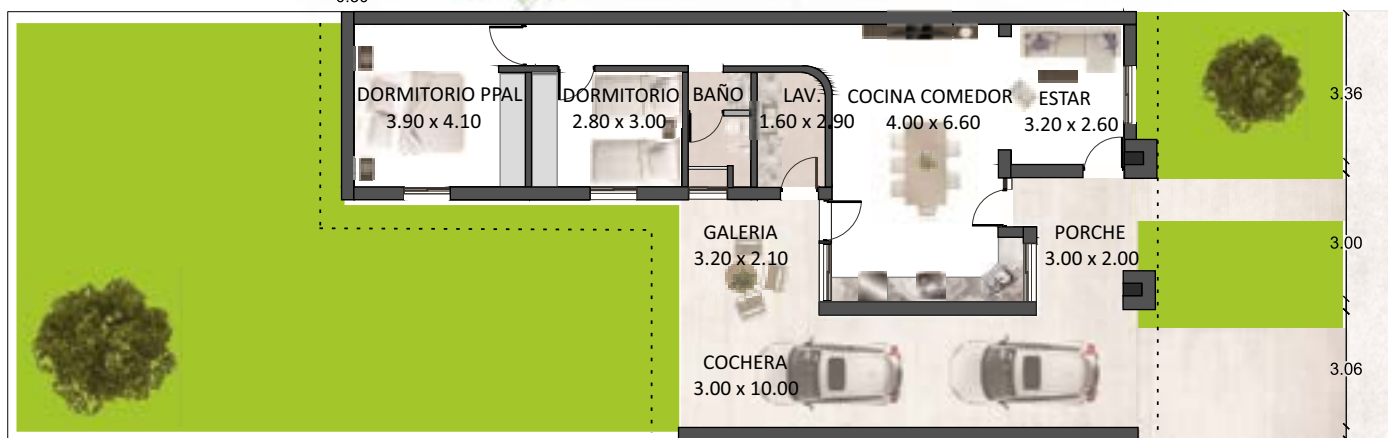 DORMITORIO PPAL
3.90 x 4.10
DORMITORIO
2.80 x 3.00
BAÑO
LAV.
1.60 x 2.90
COCINA COMEDOR
4.00 x 6.60
ESTAR
3.20 x 2.60
3.36
GALERIA
3.20 x 2.10
PORCHE
3.00 x 2.00
3.00
COCHERA
3.00 x 10.00
3.06